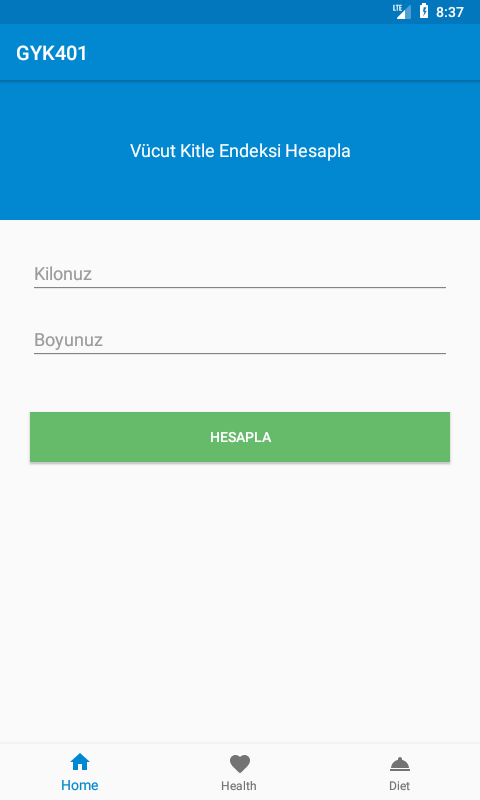 LTE 8:37
GYK401
Vücut Kitle Endeksi Hesapla
Kilonuz
Boyunuz
HESAPLA
Home Health Diet